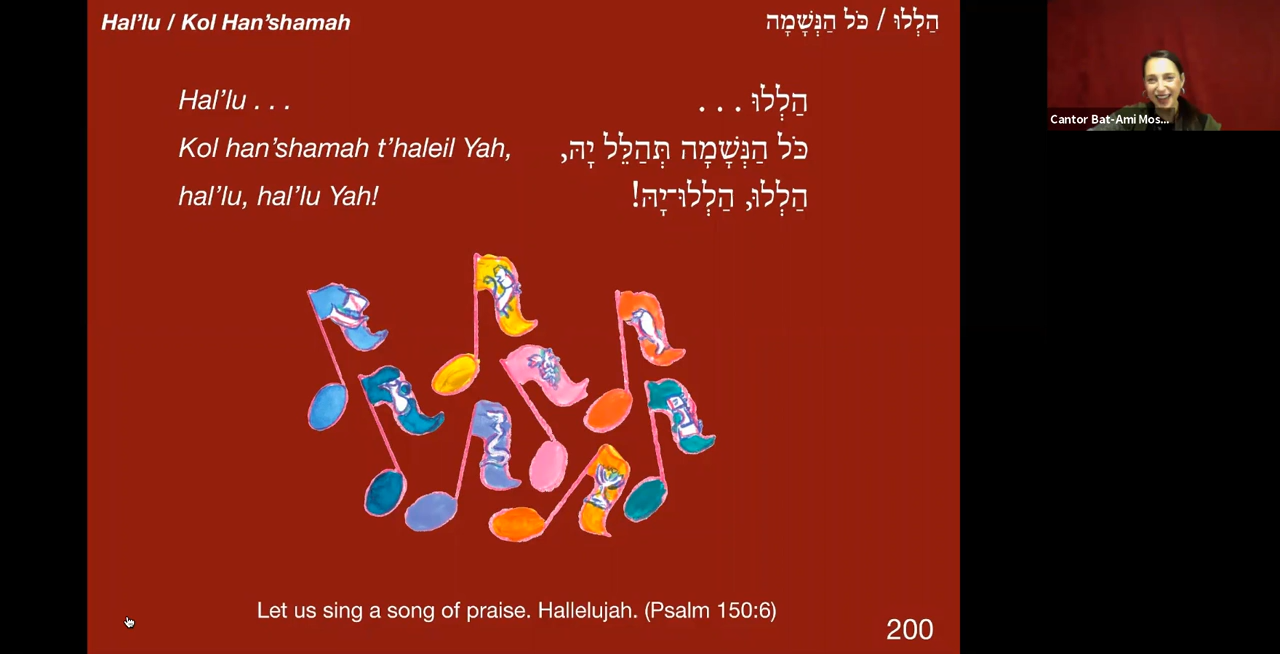 Hal’lu / Kol Han’shamah
הַלְלוּ / כֹּל הַנְּשָׁמָה
Hal’lu . . .
הַלְלוּ . . .
Kol han’shamah t’haleil Yah,
כֹּל הַנְּשָׁמָה תְּהַלֵּל יָהּ,
hal’lu, hal’lu Yah!
הַלְלוּ, הַלְלוּ־יָהּ!
Cantor Bat-Ami Mos...
Let us sing a song of praise. Hallelujah. (Psalm 150:6)
200